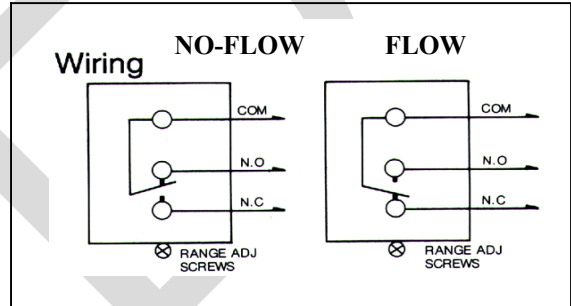 Wiring
NO-FLOW
FLOW
COM
N.O
N.C
RANGE ADJ
SCREWS
COM
N.O
N.C
RANGE ADJ
SCREWS